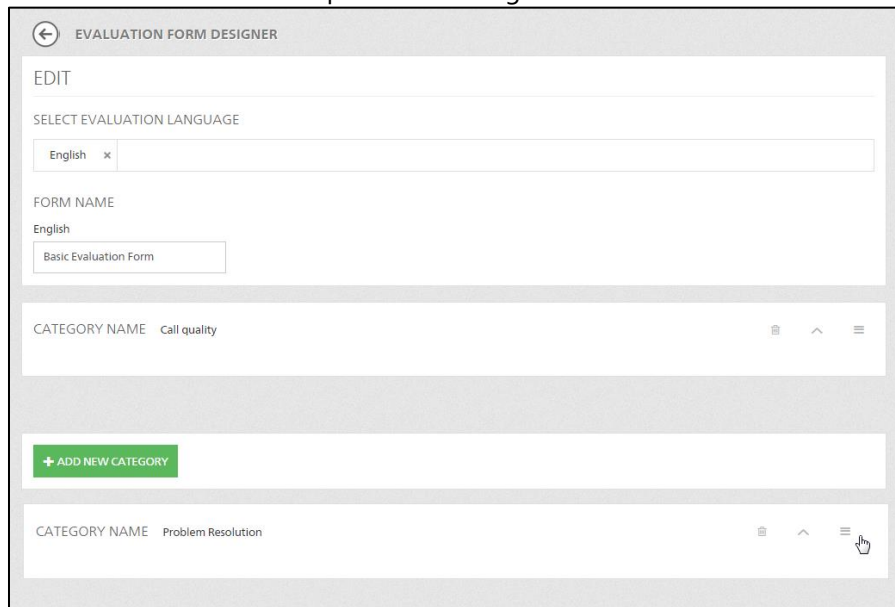 EVALUATION FORM DESIGNER
EDIT
SELECT EVALUATION LANGUAGE
English ×
FORM NAME
English
Basic Evaluation Form
CATEGORY NAME Call quality
+ ADD NEW CATEGORY
CATEGORY NAME Problem Resolution